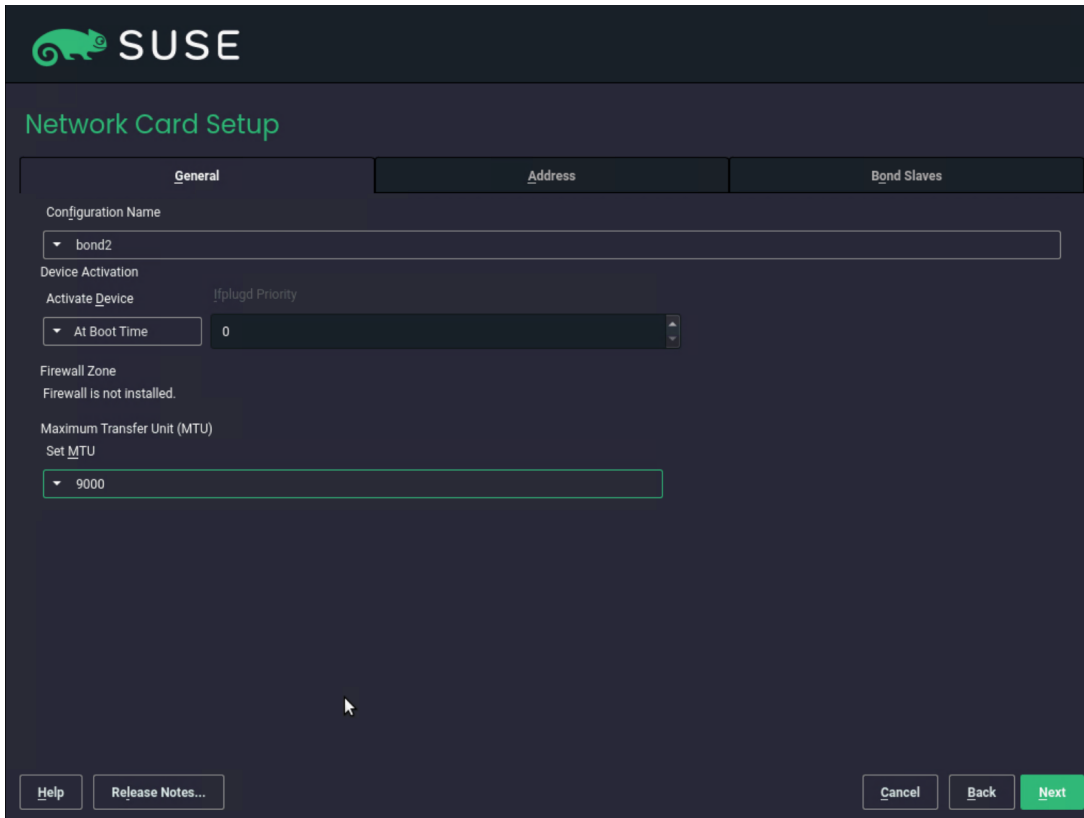 SUSE
Network Card Setup
General Address Bond Slaves
Configuration Name
bond2
Device Activation
Activate Device Ifplugd Priority
At Boot Time 0
Firewall Zone
Firewall is not installed.
Maximum Transfer Unit (MTU)
Set MTU
9000
Help Release Notes... Cancel Back Next